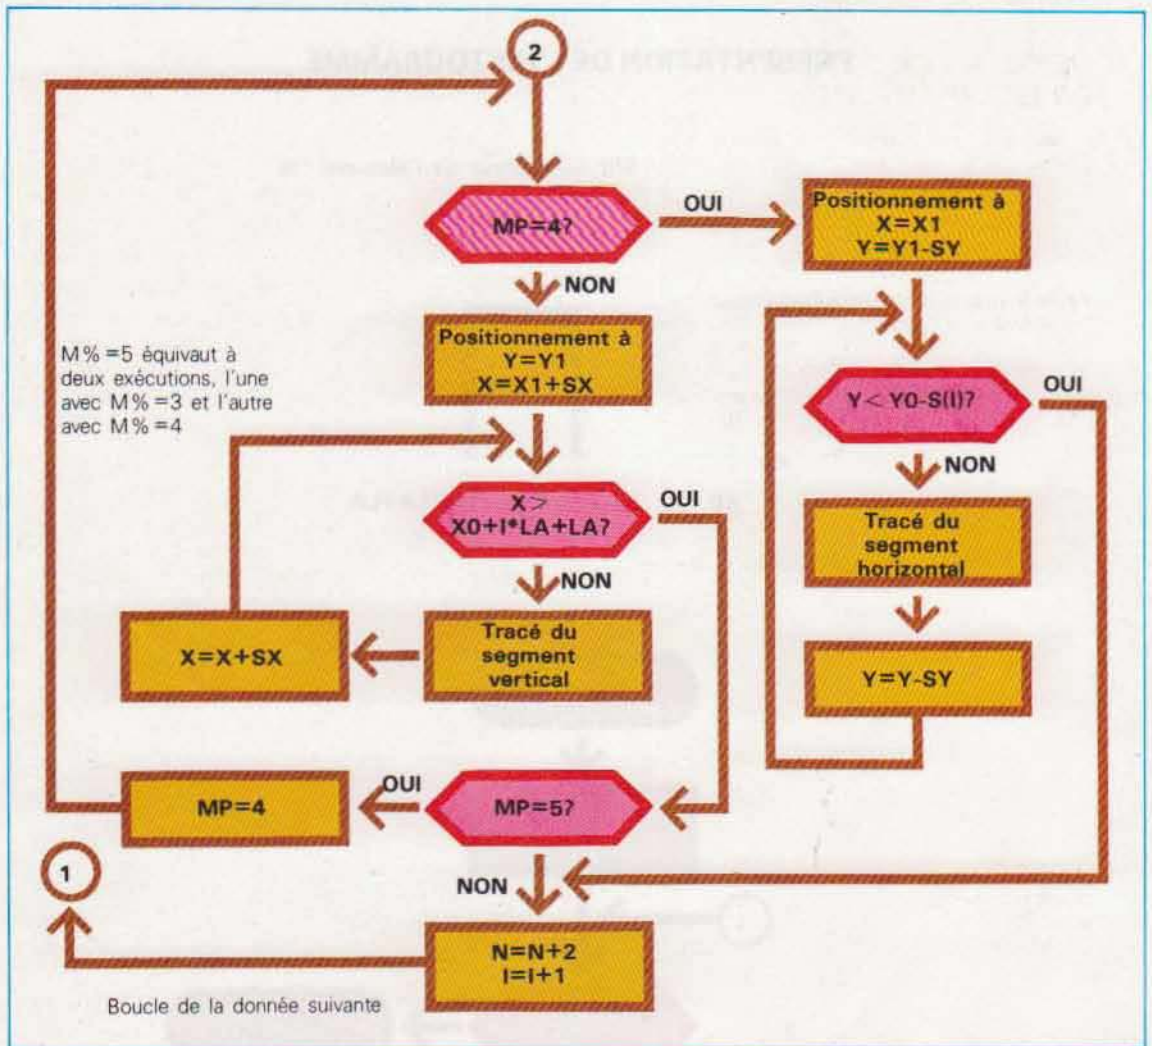 2
MP=4?
OUI
Positionnement à
X=X1
Y=Y1-SY
NON
Positionnement à
Y=Y1
X=X1+SX
M%=5 équivaut à
deux exécutions, l'une
avec M%=3 et l'autre
avec M%=4
Y<Y0-S(I)?
OUI
NON
X>
X0+I*LA+LA?
OUI
NON
Tracé du
segment
horizontal
X=X+SX
Tracé du
segment
vertical
Y=Y-SY
MP=4
OUI
MP=5?
1
NON
N=N+2
I=I+1
Boucle de la donnée suivante